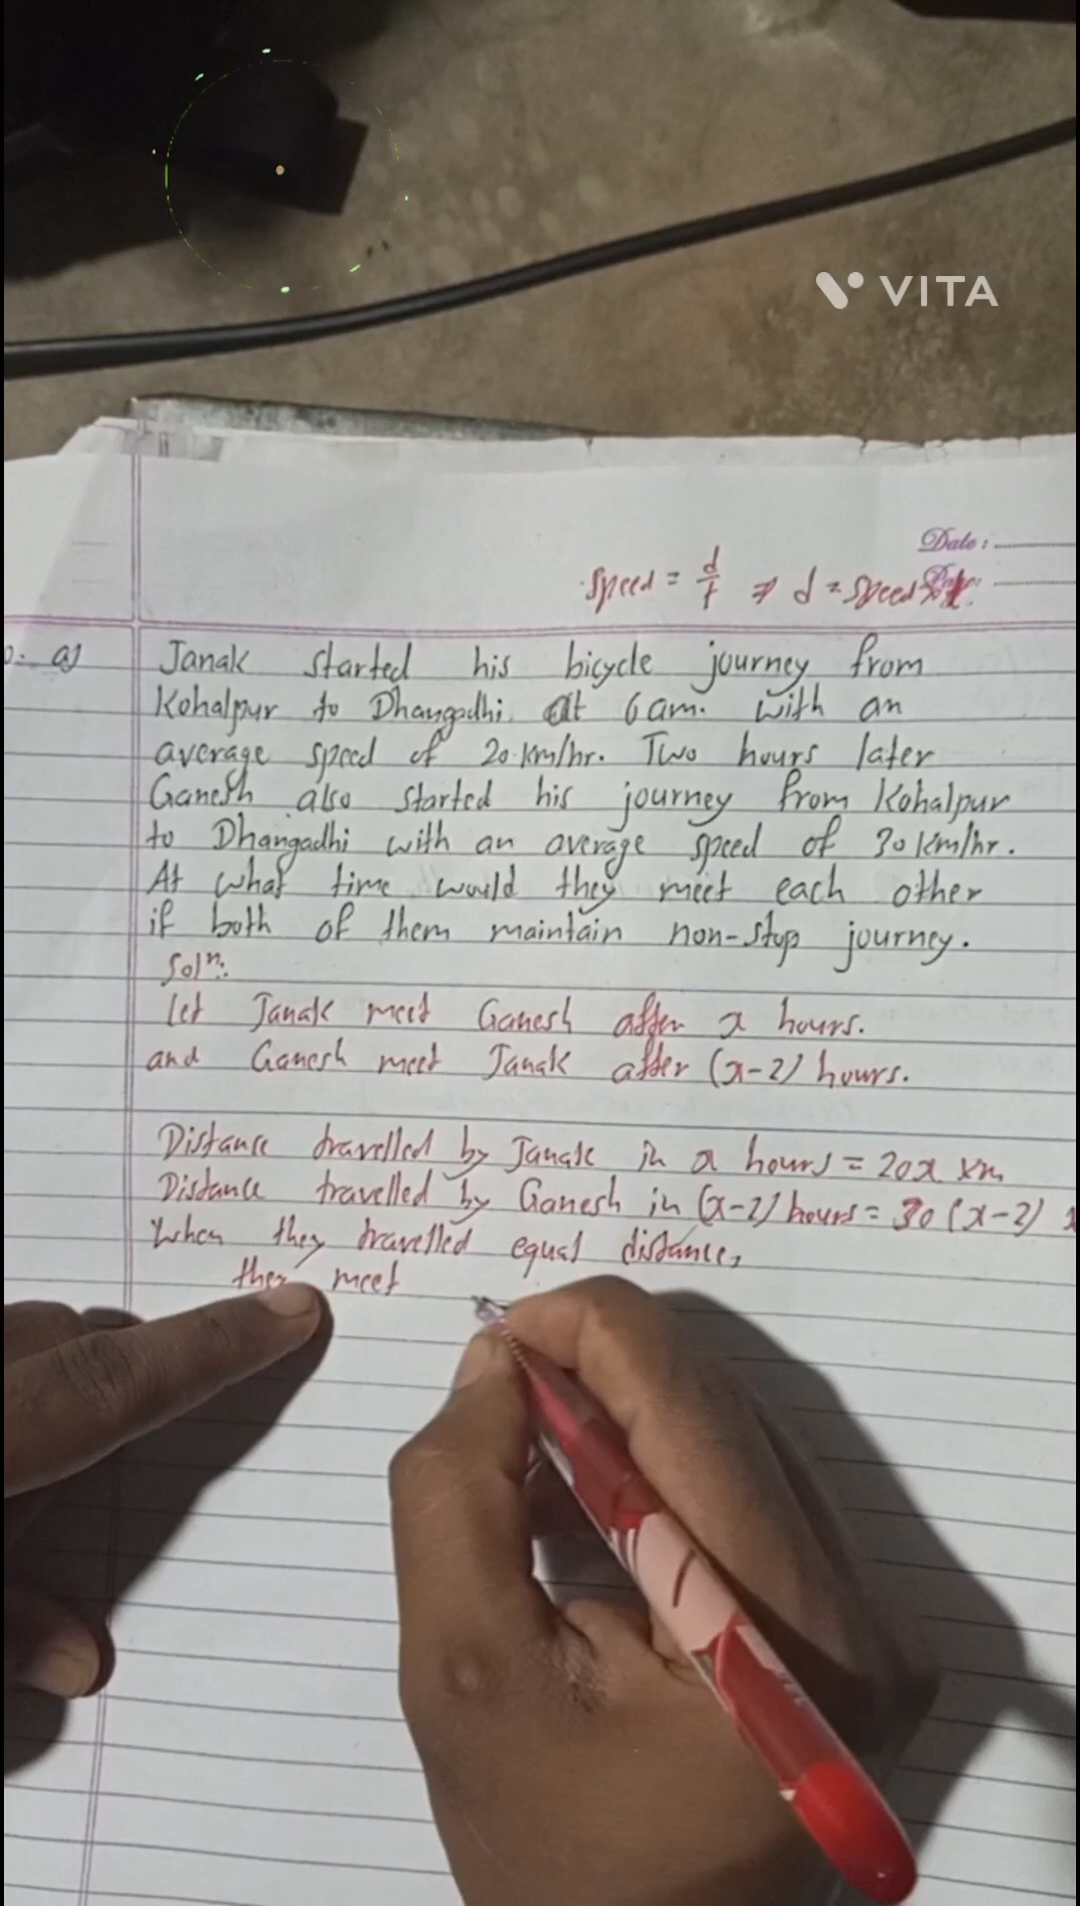 VITA
Date:
speed = d/t ⇒ d = speed × t
a) Janak started his bicycle journey from
Kohalpur to Dhangadhi at 6 am. with an
average speed of 20 km/hr. Two hours later
Ganesh also started his journey from Kohalpur
to Dhangadhi with an average speed of 30 km/hr.
At what time would they meet each other
if both of them maintain non-stop journey.
Solⁿ:
Let Janak meet Ganesh after x hours.
and Ganesh meet Janak after (x-2) hours.
Distance travelled by Janak in x hours = 20x km
Distance travelled by Ganesh in (x-2) hours = 30(x-2)
When they travelled equal distance,
they meet